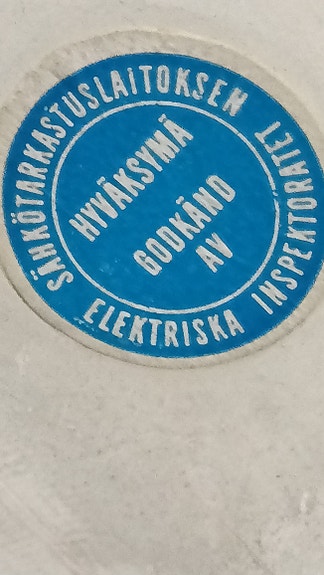 SÄHKÖTARKASTUSLAITOKSEN
HYVÄKSYMÄ
GODKÄND
AV
ELEKTRISKA INSPEKTORATET